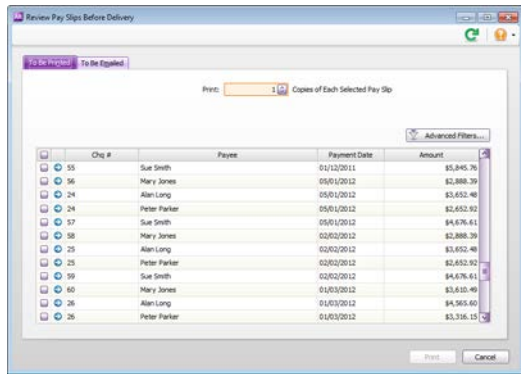 Review Pay Slips Before Delivery
To Be Printed To Be Emailed
Print: 1 Copies of Each Selected Pay Slip
Advanced Filters...
Chq # Payee Payment Date Amount
55 Sue Smith 01/12/2011 $5,845.76
56 Mary Jones 05/01/2012 $2,888.39
24 Alan Long 05/01/2012 $3,652.48
24 Peter Parker 05/01/2012 $2,652.92
57 Sue Smith 05/01/2012 $4,676.61
58 Mary Jones 02/02/2012 $2,888.39
25 Alan Long 02/02/2012 $3,652.48
25 Peter Parker 02/02/2012 $2,652.92
59 Sue Smith 02/02/2012 $4,676.61
60 Mary Jones 01/03/2012 $3,610.49
26 Alan Long 01/03/2012 $4,565.60
26 Peter Parker 01/03/2012 $3,316.15
Print Cancel